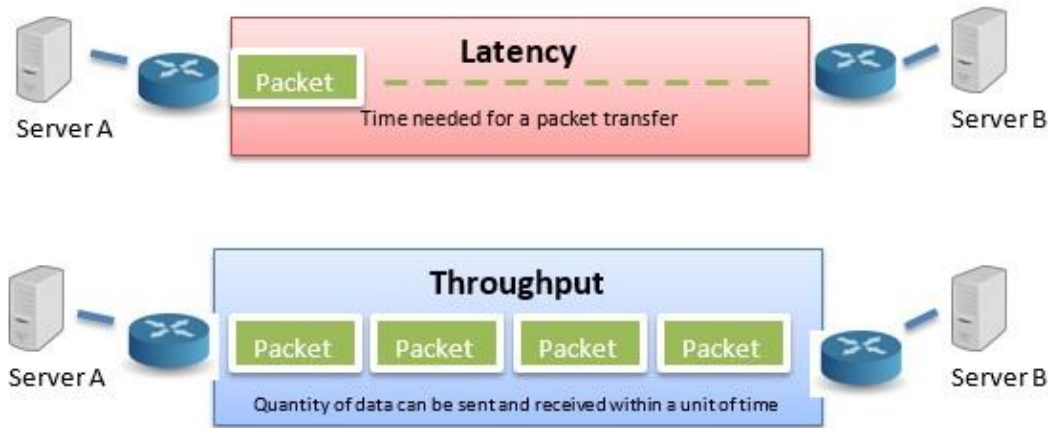 Latency
Packet
Time needed for a packet transfer
Server A
Server B
Throughput
Packet Packet Packet Packet
Quantity of data can be sent and received within a unit of time
Server A
Server B